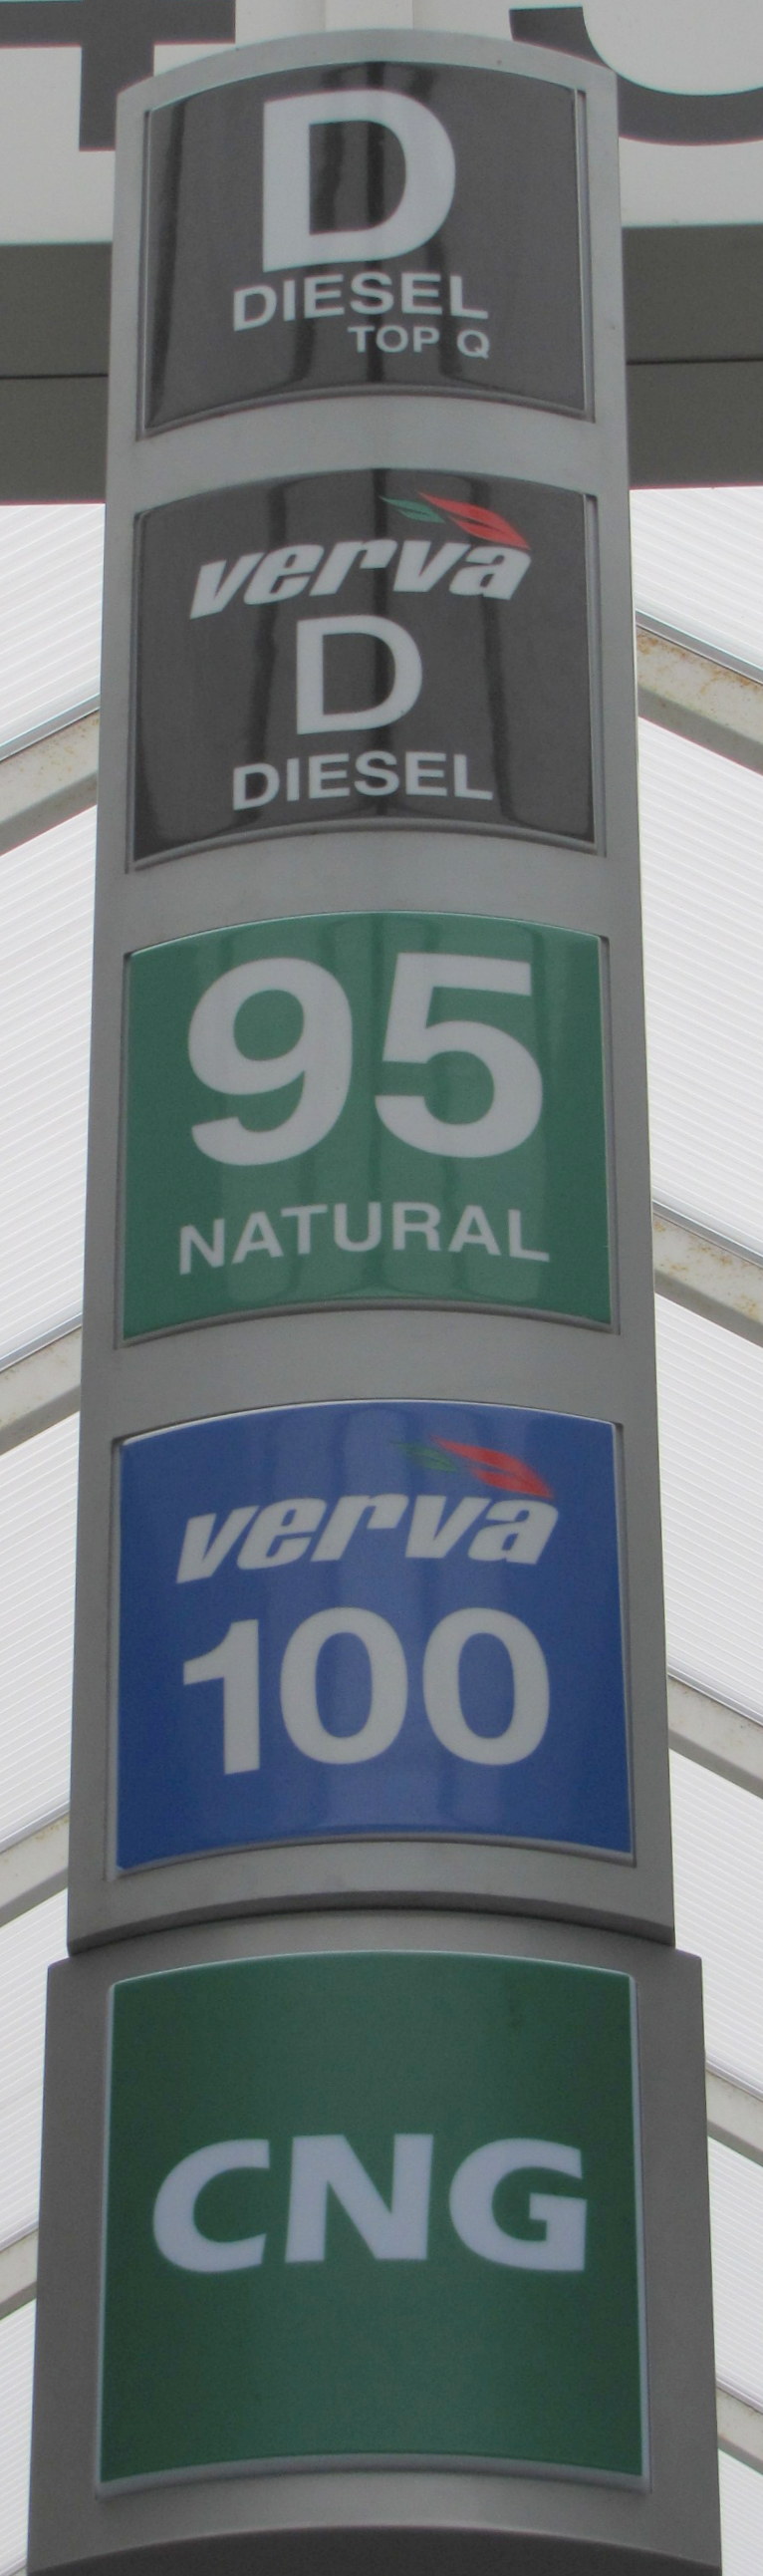 D
DIESEL
TOP Q
verva
D
DIESEL
95
NATURAL
verva
100
CNG